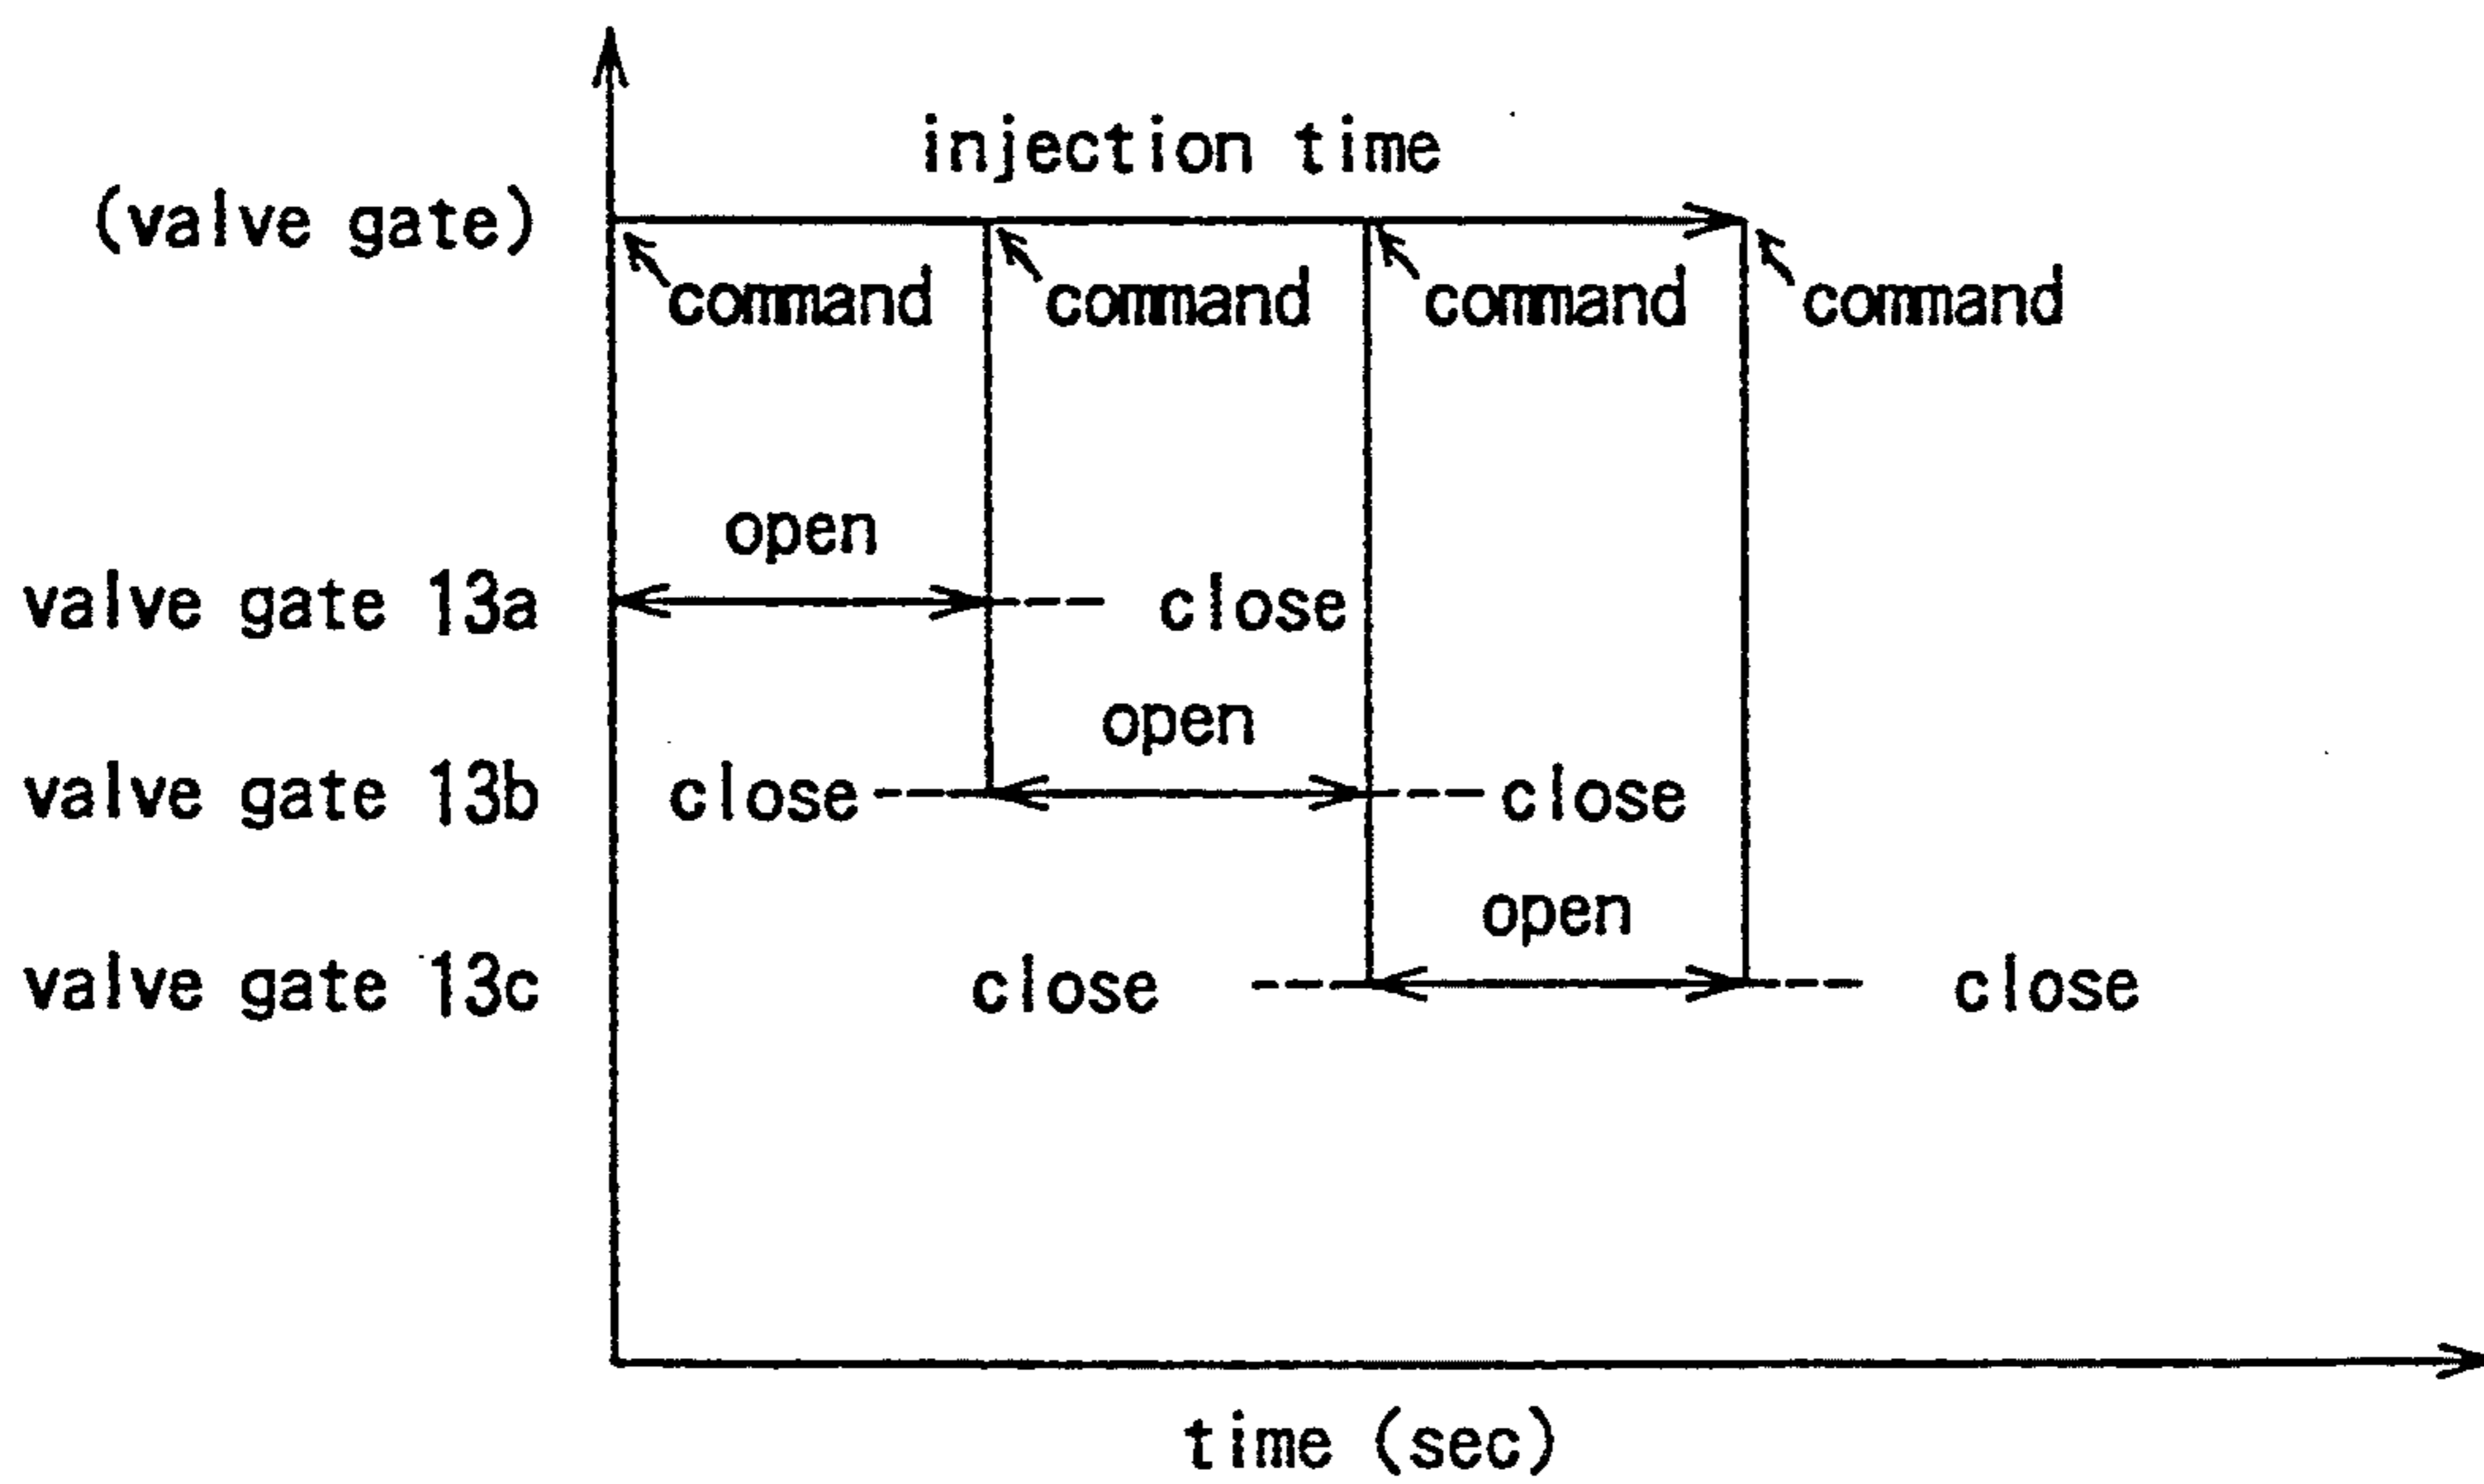 injection time
(valve gate)
command command command command
open
valve gate 13a close
open
valve gate 13b close close
open
valve gate 13c close close
time (sec)